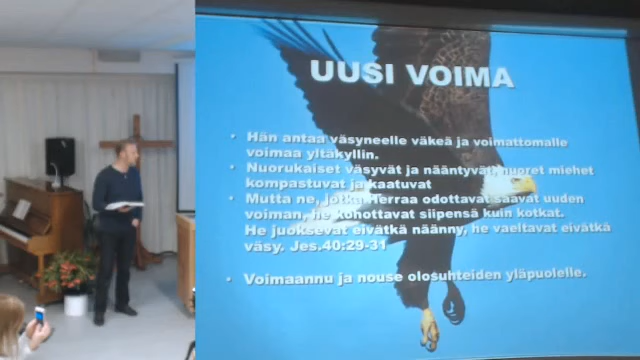 UUSI VOIMA
• Hän antaa väsyneelle väkeä ja voimattomalle
voimaa yltäkyllin.
• Nuorukaiset väsyvät ja nääntyvät, nuoret miehet
kompastuvat ja kaatuvat
• Mutta ne, jotka Herraa odottavat saavat uuden
voiman, he kohottavat siipensä kuin kotkat.
He juoksevat eivätkä näänny, he vaeltavat eivätkä
väsy. Jes.40:29-31
• Voimaannu ja nouse olosuhteiden yläpuolelle.